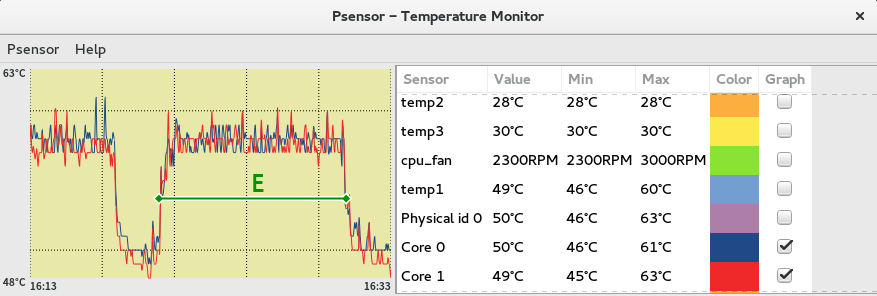 Psensor - Temperature Monitor ×
Psensor Help
63°C
E
48°C
16:13 16:33
Sensor Value Min Max Color Graph
temp2 28°C 28°C 28°C
temp3 30°C 30°C 30°C
cpu_fan 2300RPM 2300RPM 3000RPM
temp1 49°C 46°C 60°C
Physical id 0 50°C 46°C 63°C
Core 0 50°C 46°C 61°C
Core 1 49°C 45°C 63°C